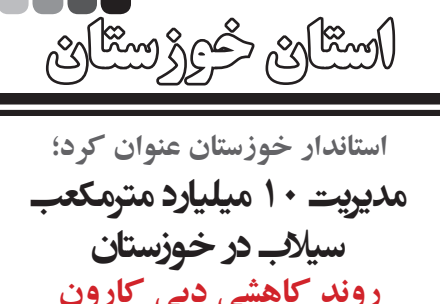 استان خوزستان
استاندار خوزستان عنوان کرد؛
مدیریت ۱۰ میلیارد مترمکعب
سیلاب در خوزستان
روند کاهشی دبی کارون